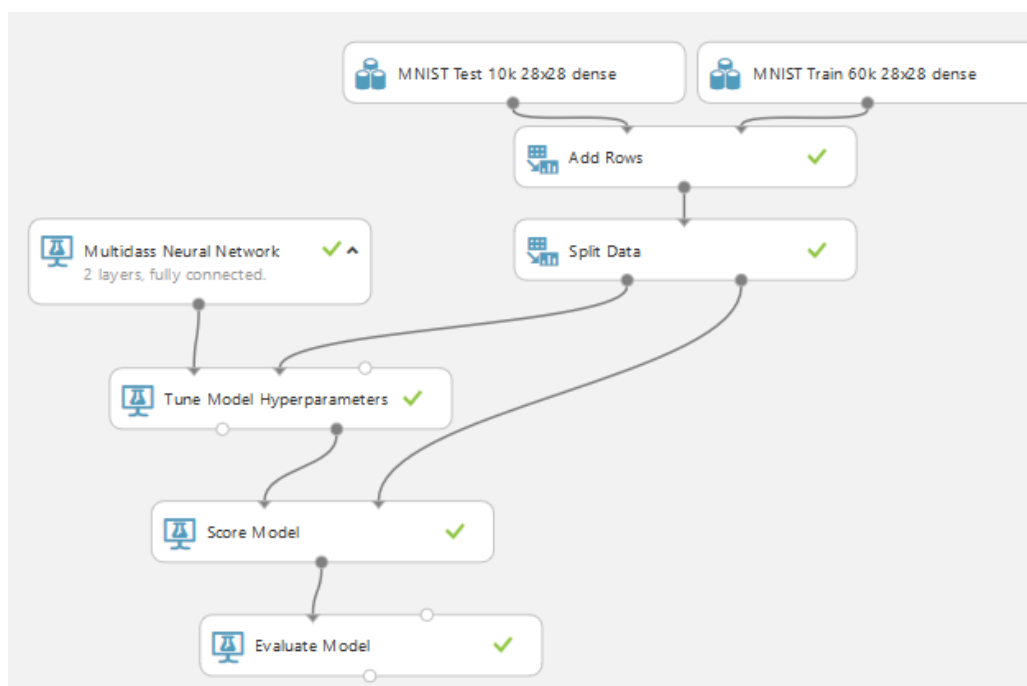 MNIST Test 10k 28x28 dense
MNIST Train 60k 28x28 dense
Add Rows
Multiclass Neural Network
2 layers, fully connected.
Split Data
Tune Model Hyperparameters
Score Model
Evaluate Model